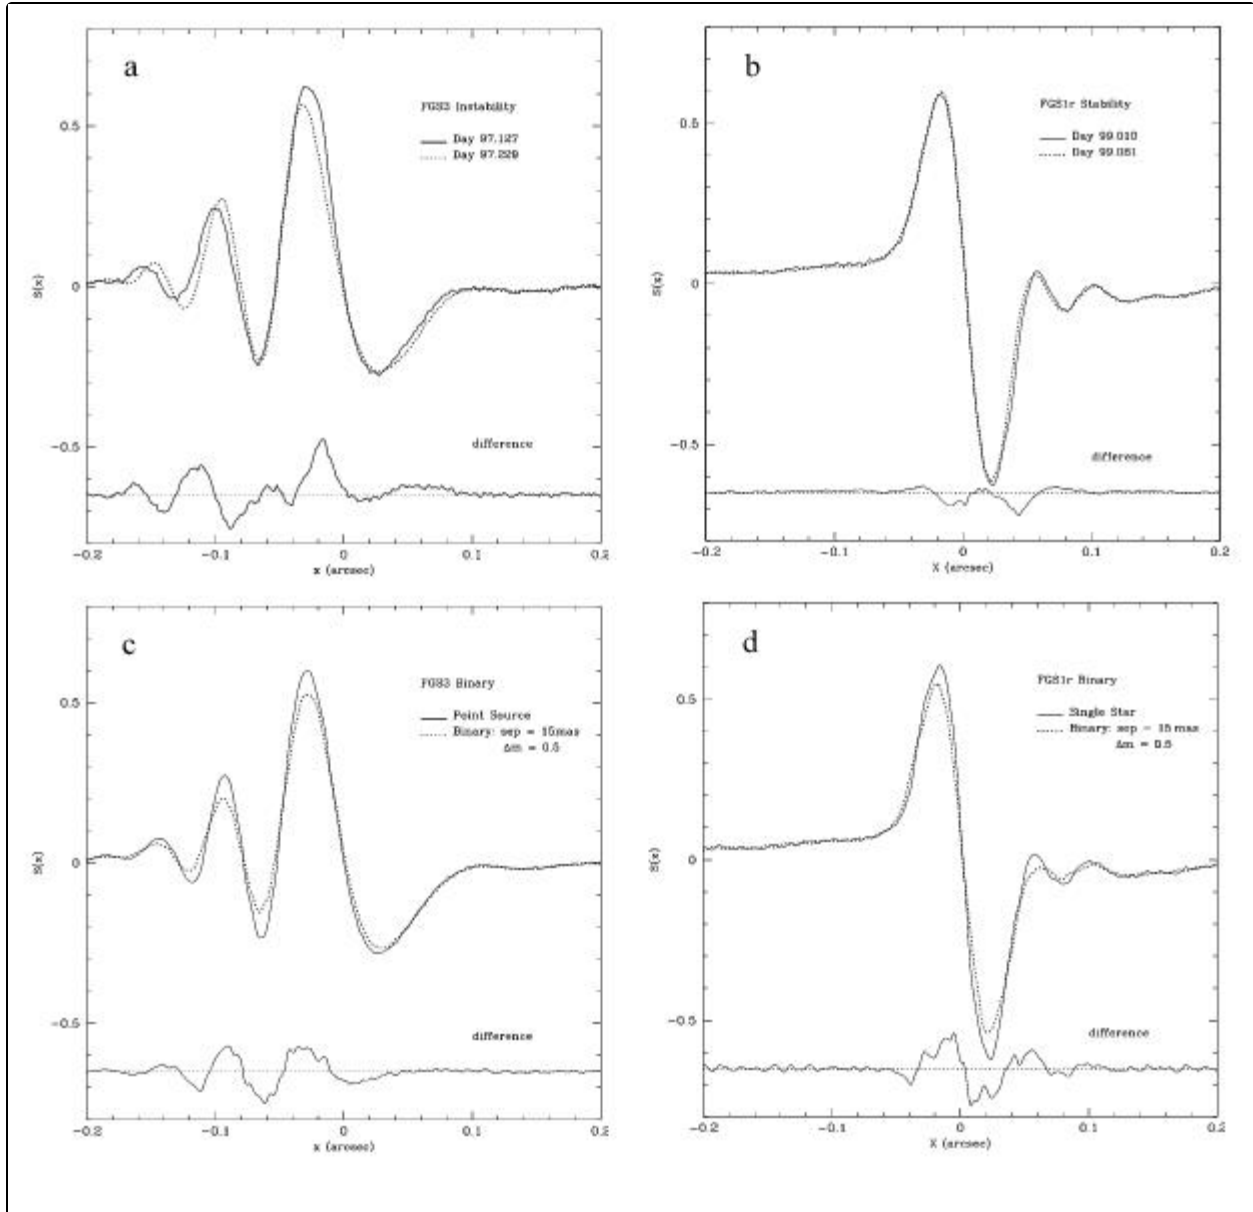 a
FGS3 Instability
Day 97.127
Day 97.229
0.5
0
−0.5
S(x)
difference
−0.2
−0.1
0
0.1
0.2
x (arcsec)
b
FGS1r Stability
Day 99.010
Day 99.051
0.5
0
−0.5
S(x)
difference
−0.2
−0.1
0
0.1
0.2
X (arcsec)
c
FGS3 Binary
Point Source
Binary: sep = 15mas
Δm = 0.5
0.5
0
−0.5
S(x)
difference
−0.2
−0.1
0
0.1
0.2
x (arcsec)
d
FGS1r Binary
Single Star
Binary: sep = 15 mas
Δm = 0.5
0.5
0
−0.5
S(x)
difference
−0.2
−0.1
0
0.1
0.2
X (arcsec)